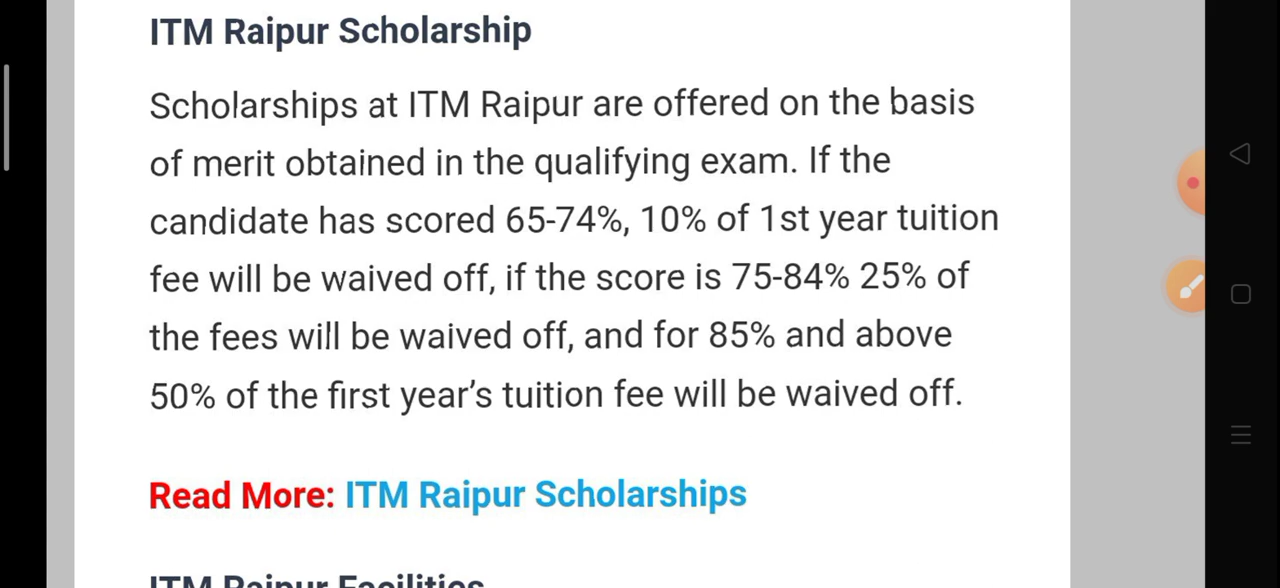 ITM Raipur Scholarship
Scholarships at ITM Raipur are offered on the basis
of merit obtained in the qualifying exam. If the
candidate has scored 65-74%, 10% of 1st year tuition
fee will be waived off, if the score is 75-84% 25% of
the fees will be waived off, and for 85% and above
50% of the first year’s tuition fee will be waived off.
Read More: ITM Raipur Scholarships
ITM Raipur Facilities